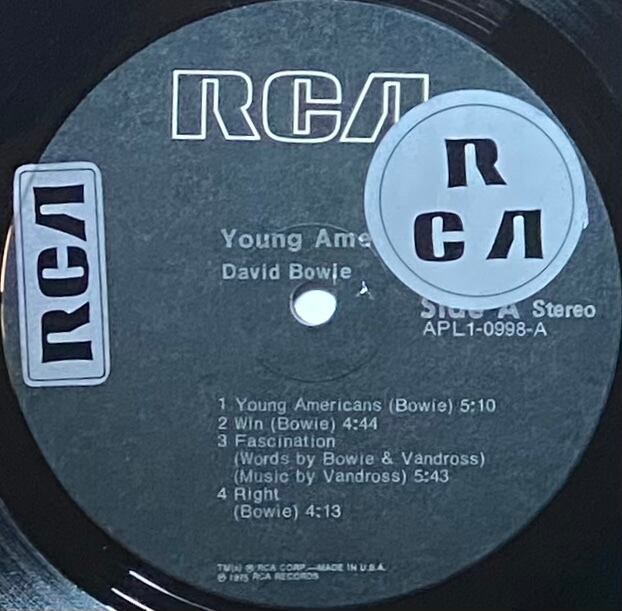 RCA
R
CA
RCA
Young Ame
David Bowie
Side A Stereo
APL1-0998-A
1 Young Americans (Bowie) 5:10
2 Win (Bowie) 4:44
3 Fascination
(Words by Bowie & Vandross)
(Music by Vandross) 5:43
4 Right
(Bowie) 4:13
TM(s) ® RCA CORP.—MADE IN U.S.A.
℗ 1975 RCA RECORDS